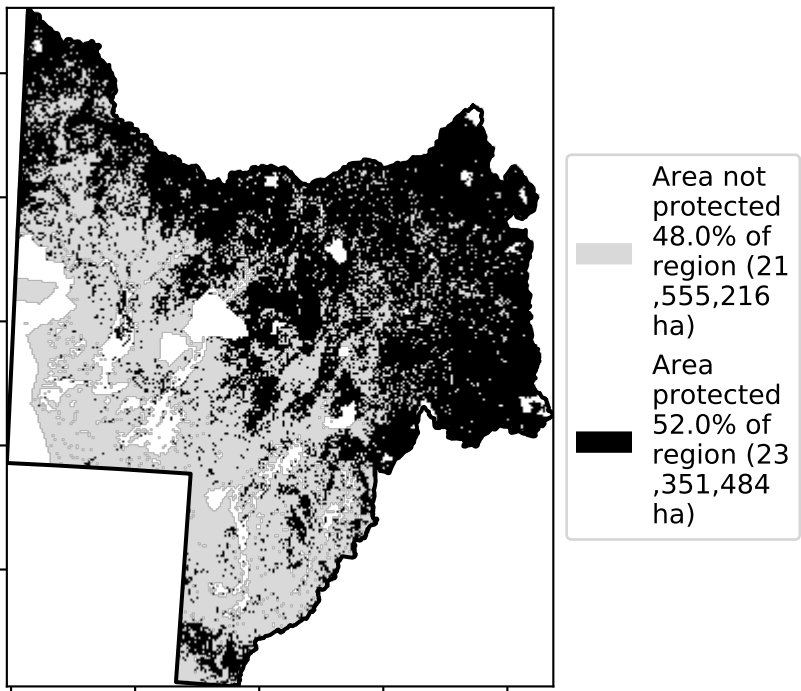 Area not
protected
48.0% of
region (21
,555,216
ha)
Area
protected
52.0% of
region (23
,351,484
ha)